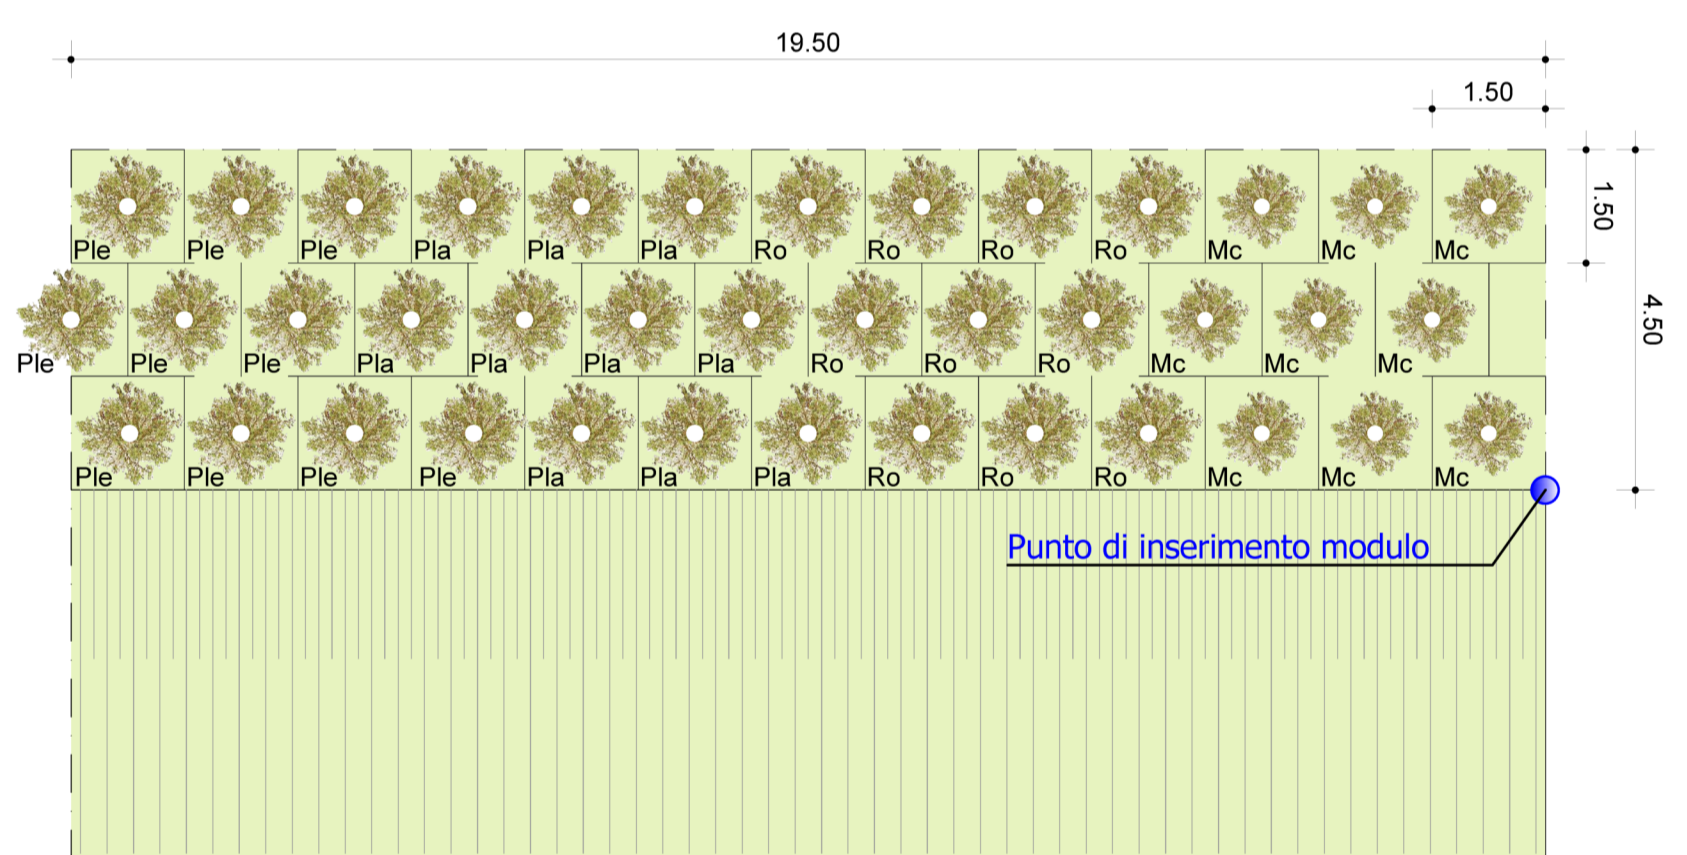 19.50
1.50
1.50
4.50
Ple Ple Ple Pla Pla Pla Ro Ro Ro Ro Mc Mc Mc
Ple Ple Ple Pla Pla Pla Pla Ro Ro Ro Mc Mc Mc
Ple Ple Ple Ple Pla Pla Pla Ro Ro Ro Mc Mc Mc
Punto di inserimento modulo